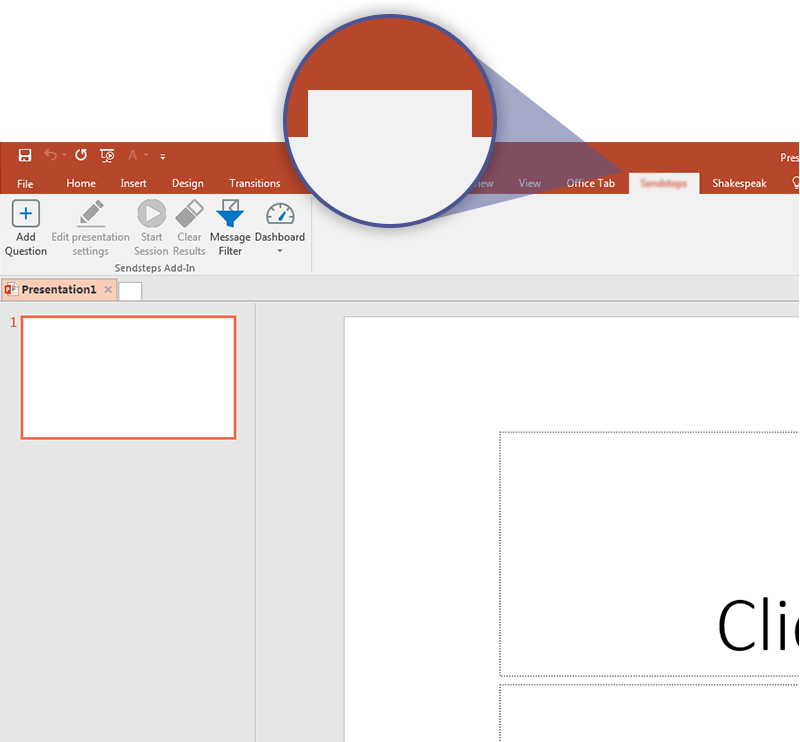 Pres
File Home Insert Design Transitions View Office Tab Sendsteps Shakespeak
Add Question
Edit presentation settings
Start Session
Clear Results
Message Filter
Dashboard
Sendsteps Add-In
Presentation1
1
Clic